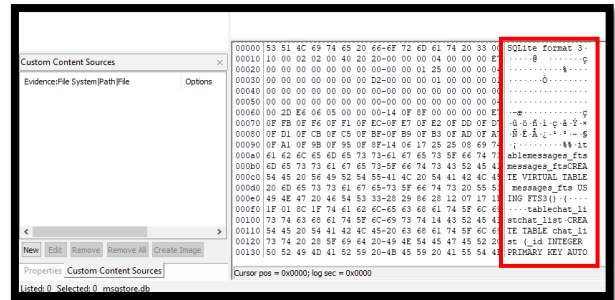 Custom Content Sources
Evidence:File System|Path|File Options
New Edit Remove Remove All Create Image
Properties Custom Content Sources
Listed: 0 Selected: 0 msgstore.db
00000 53 51 4C 69 74 65 20 66-6F 72 6D 61 74 20 33 00 SQLite format 3·
00010 10 00 02 02 00 40 20 20-00 00 00 04 00 00 00 E7 ·····@ ·······ç
00020 00 00 00 00 00 00 00 00-00 00 01 25 00 00 00 04 ···········%····
00030 00 00 00 00 00 00 00 00-D2-00 00 01 00 00 00 ········Ò·······
00040 00 00 00 00 00 00 00 00-00 00 00 00 00 00 00
00050 00 00 00 00 00 00 00 00-00 00 00 00 00 00 00
00060 00 2D E6 06 05 00 00 00-14 0F 8F 00 00 00 00 ·-æ············ç
00070 0F FB 0F F6 0F F1 0F EC-0F E7 0F E2 0F DD 0F ·û·ö·ñ·ì·ç·â·Ý·×
00080 0F D1 0F CB 0F C5 0F BF-0F B9 0F B3 0F AD 0F ·Ñ·Ë·Å·¿·¹·³·-·§
00090 0F A1 0F 9B 0F 95 0F 8F-14 06 17 25 25 08 69 74 ·¡·········%%·it
000a0 61 62 6C 65 6D 65 73 73-61 67 65 73 5F 66 74 73 ablemessages_fts
000b0 6D 65 73 73 61 67 65 73-5F 66 74 73 43 52 45 41 messages_ftsCREA
000c0 54 45 20 56 49 52 54 55-41 4C 20 54 41 42 4C 45 TE VIRTUAL TABLE
000d0 20 6D 65 73 73 61 67 65-73 5F 66 74 73 20 55 53 messages_fts US
000e0 49 4E 47 20 46 54 53 33-28 29 86 28 12 07 17 ING FTS3()·(····
000f0 1F 01 8C 1F 74 61 62 6C-65 63 68 61 74 5F 6C 69 ····tablechat_li
00100 73 74 63 68 61 74 5F 6C-69 73 74 14 43 52 45 41 stchat_list·CREA
00110 54 45 20 54 41 42 4C 45-20 63 68 61 74 5F 6C 69 TE TABLE chat_li
00120 73 74 20 28 5F 69 64 20-49 4E 54 45 47 45 52 20 st (_id INTEGER
00130 50 52 49 4D 41 52 59 20-4B 45 59 20 41 55 54 4F PRIMARY KEY AUTO
Cursor pos = 0x0000; log sec = 0x0000